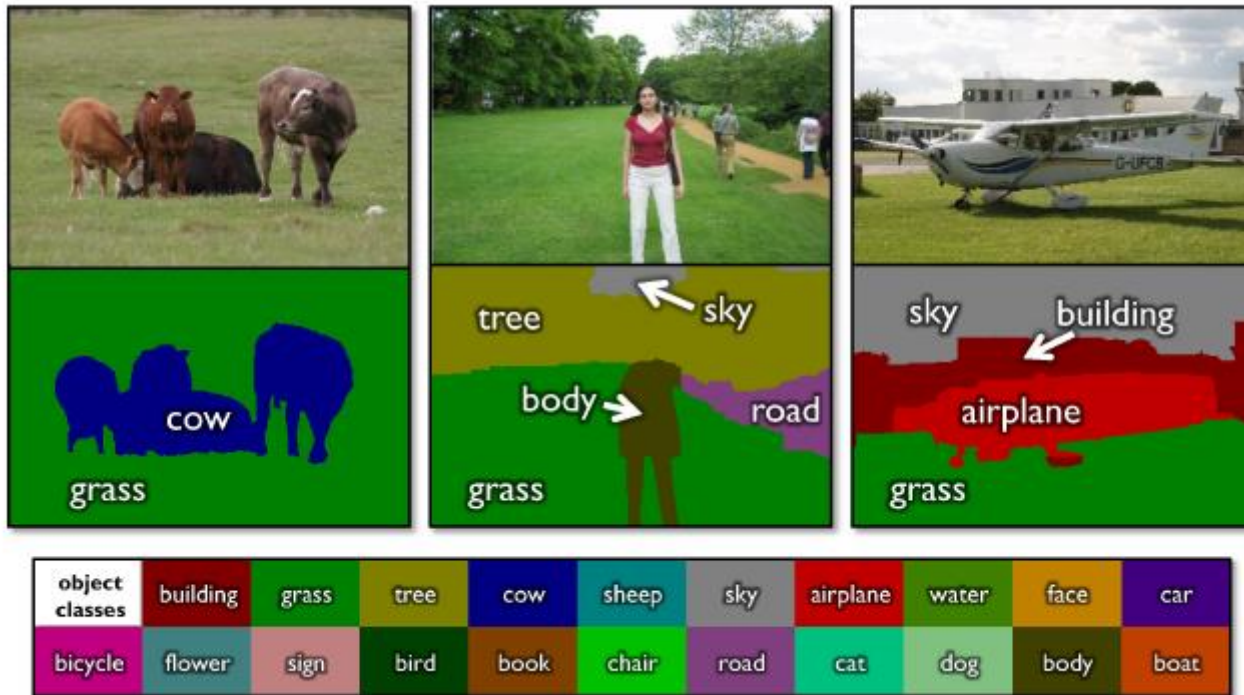 G-UFCB
tree
sky
sky
building
cow
body
road
airplane
grass
grass
grass
object classes
building
grass
tree
cow
sheep
sky
airplane
water
face
car
bicycle
flower
sign
bird
book
chair
road
cat
dog
body
boat